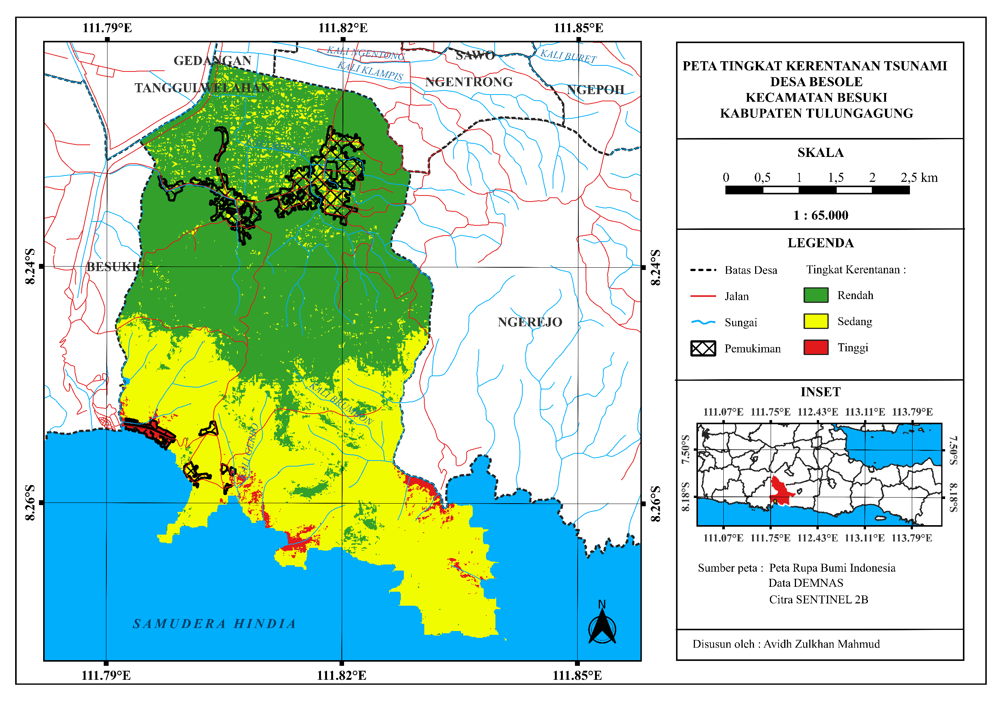 111.79°E 111.82°E 111.85°E
KALI NGENTONG
SAWO
KALI BURET
GEDANGAN
KALI KLAMPIS
NGENTRONG
TANGGULWELAHAN
NGEPOH
8.24°S
8.24°S
BESUKI
NGEREJO
KALI BRUMBON
KALI GERBO
8.26°S
8.26°S
SAMUDERA HINDIA
N
111.79°E 111.82°E 111.85°E
PETA TINGKAT KERENTANAN TSUNAMI
DESA BESOLE
KECAMATAN BESUKI
KABUPATEN TULUNGAGUNG
SKALA
0 0,5 1 1,5 2 2,5 km
1 : 65.000
LEGENDA
Batas Desa
Jalan
Sungai
Pemukiman
Tingkat Kerentanan :
Rendah
Sedang
Tinggi
INSET
111.07°E 111.75°E 112.43°E 113.11°E 113.79°E
7.50°S
7.50°S
8.18°S
8.18°S
111.07°E 111.75°E 112.43°E 113.11°E 113.79°E
Sumber peta : Peta Rupa Bumi Indonesia
Data DEMNAS
Citra SENTINEL 2B
Disusun oleh : Avidh Zulkhan Mahmud